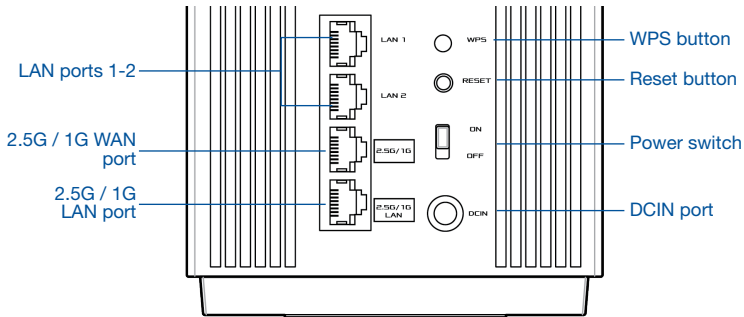 LAN 1
WPS
WPS button
LAN ports 1-2
RESET
Reset button
LAN 2
ON
2.5G / 1G WAN
port
2.5G/1G
OFF
Power switch
2.5G / 1G
LAN port
2.5G/1G
LAN
DCIN
DCIN port